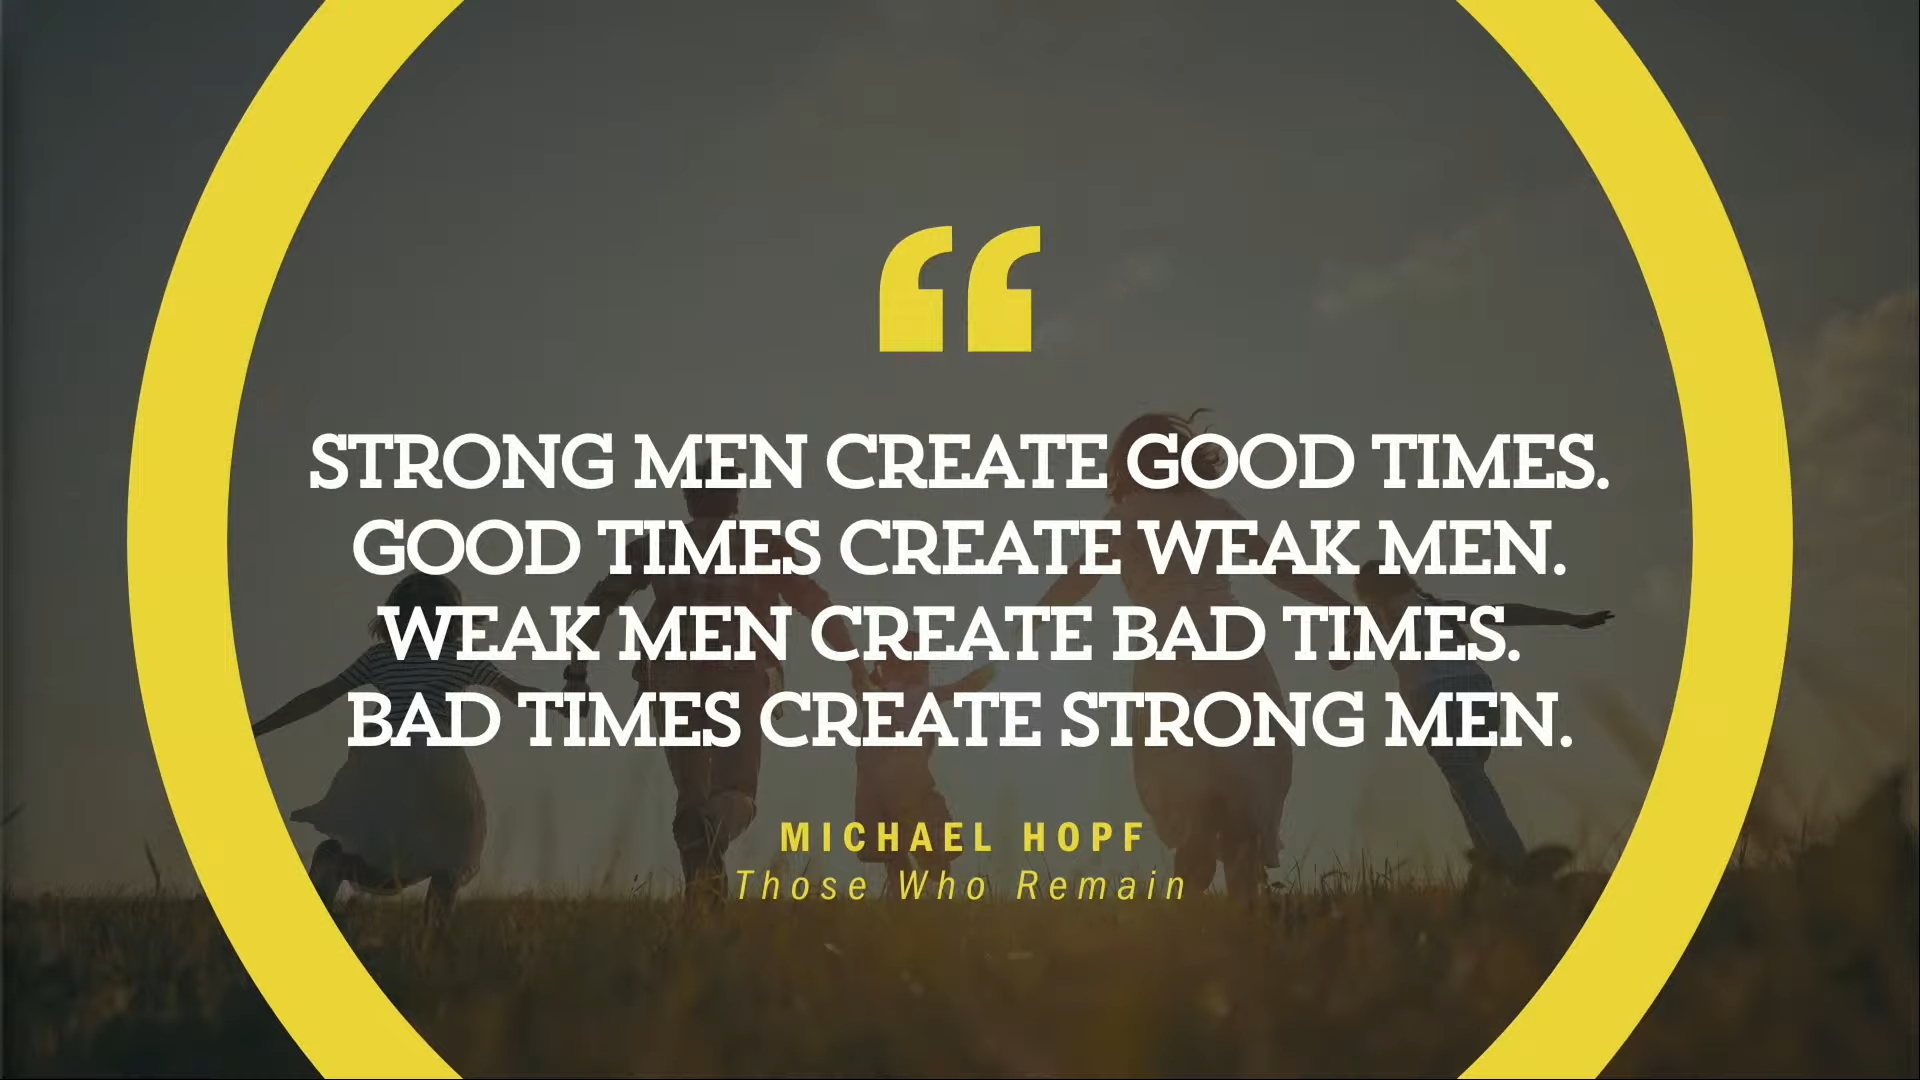 “
STRONG MEN CREATE GOOD TIMES.
GOOD TIMES CREATE WEAK MEN.
WEAK MEN CREATE BAD TIMES.
BAD TIMES CREATE STRONG MEN.
MICHAEL HOPF
Those Who Remain